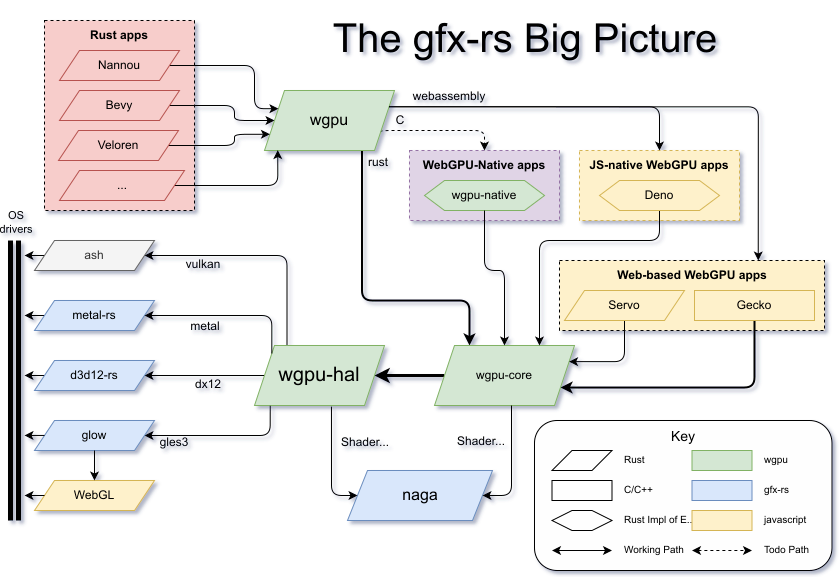 The gfx-rs Big Picture
Rust apps
Nannou
Bevy
Veloren
...
wgpu
webassembly
C
rust
WebGPU-Native apps
wgpu-native
JS-native WebGPU apps
Deno
Web-based WebGPU apps
Servo
Gecko
OS
drivers
ash
vulkan
metal-rs
metal
d3d12-rs
dx12
glow
gles3
WebGL
wgpu-hal
wgpu-core
Shader...
Shader...
naga
Key
Rust
wgpu
C/C++
gfx-rs
Rust Impl of E...
javascript
Working Path
Todo Path